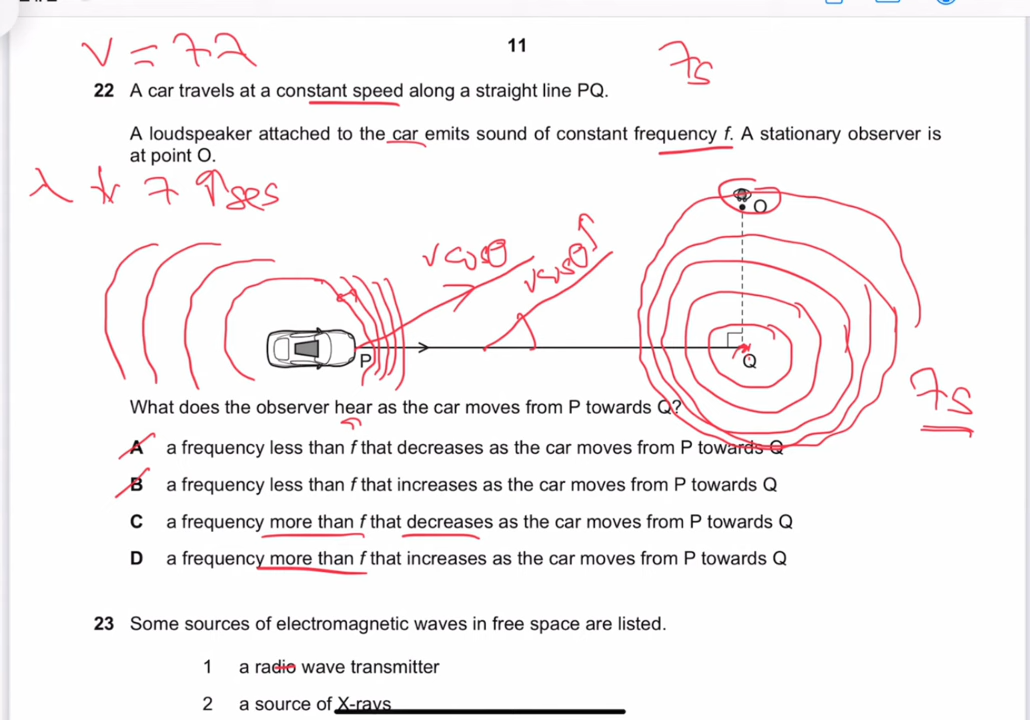 v = 7λ
11
7s
22 A car travels at a constant speed along a straight line PQ.
A loudspeaker attached to the car emits sound of constant frequency f. A stationary observer is
at point O.
O
v cosθ
v cosθ↑
P
Q
7s
What does the observer hear as the car moves from P towards Q?
A a frequency less than f that decreases as the car moves from P towards Q
B a frequency less than f that increases as the car moves from P towards Q
C a frequency more than f that decreases as the car moves from P towards Q
D a frequency more than f that increases as the car moves from P towards Q
23 Some sources of electromagnetic waves in free space are listed.
1 a radio wave transmitter
2 a source of X-rays